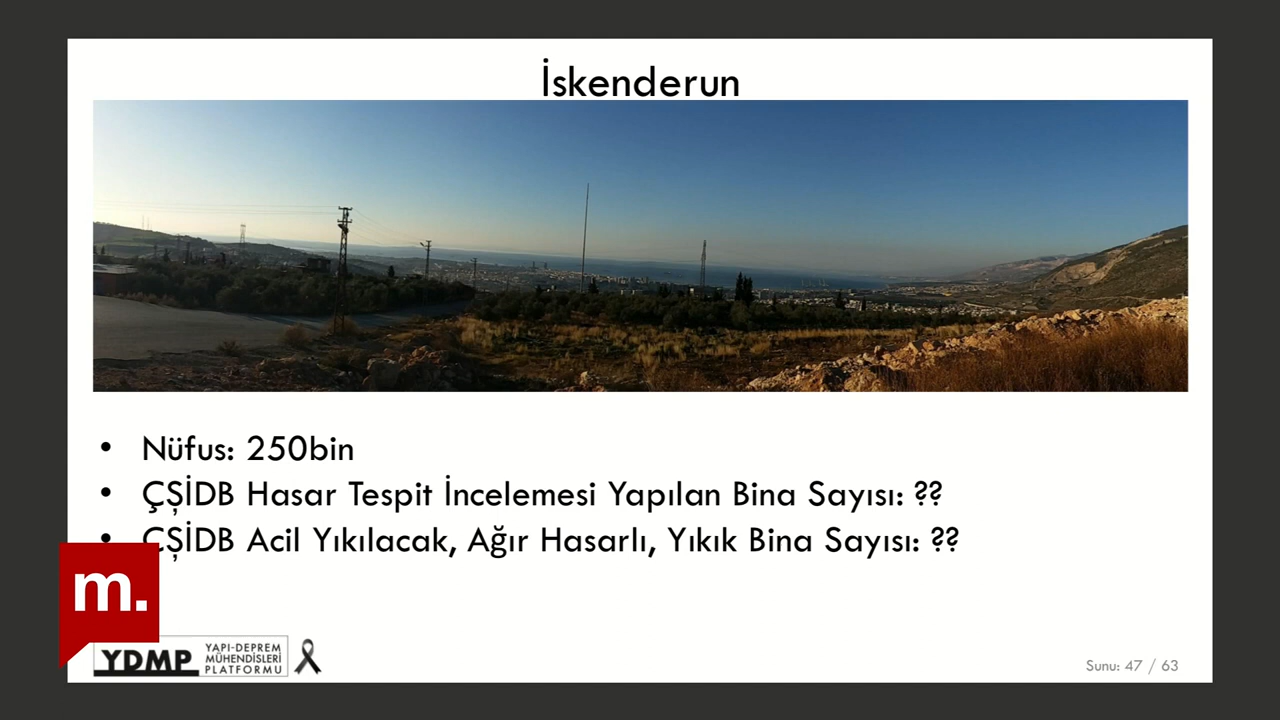 İskenderun
• Nüfus: 250bin
• ÇŞİDB Hasar Tespit İncelemesi Yapılan Bina Sayısı: ??
• ÇŞİDB Acil Yıkılacak, Ağır Hasarlı, Yıkık Bina Sayısı: ??
m.
YDMP
YAPI-DEPREM
MÜHENDİSLERİ
PLATFORMU
Sunu: 47 / 63